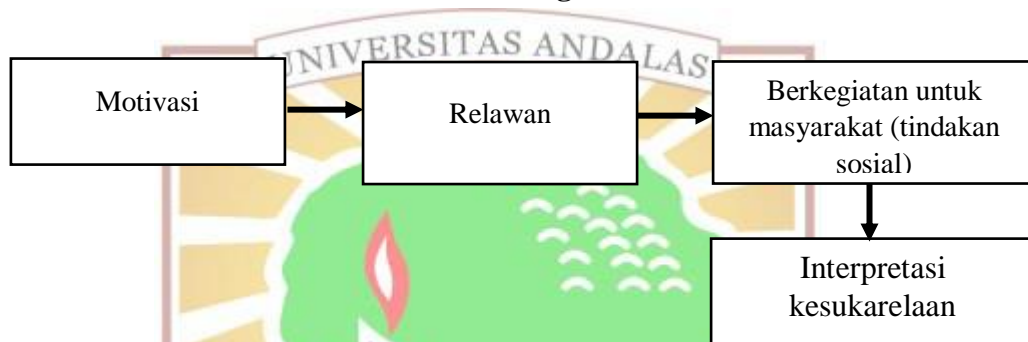 UNIVERSITAS ANDALAS
Motivasi
Relawan
Berkegiatan untuk
masyarakat (tindakan
sosial)
Interpretasi
kesukarelaan